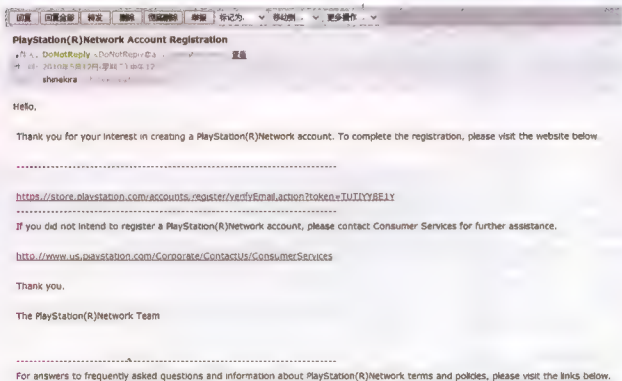 回复 回复全部 转发 删除 彻底删除 举报 标记为. 移动到. 更多操作.
PlayStation(R)Network Account Registration
DoNotReply
shinekira
Hello,
Thank you for your interest in creating a PlayStation(R)Network account. To complete the registration, please visit the website below
--------------------------------------------------------------------------------
https://store.playstation.com/accounts/register/verifyEmail.action?token=TUTIYYBE1Y
--------------------------------------------------------------------------------
If you did not intend to register a PlayStation(R)Network account, please contact Consumer Services for further assistance.
http://www.us.playstation.com/Corporate/ContactUs/ConsumerServices
Thank you.
The PlayStation(R)Network Team
--------------------------------------------------------------------------------
For answers to frequently asked questions and information about PlayStation(R)Network terms and policies, please visit the links below.